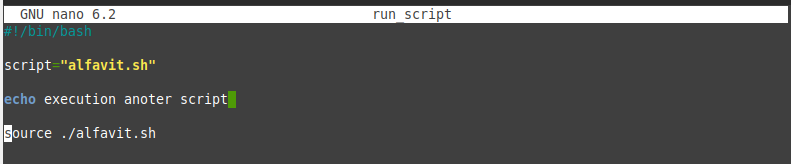 GNU nano 6.2 run_script
#!/bin/bash
script="alfavit.sh"
echo execution anoter script
source ./alfavit.sh